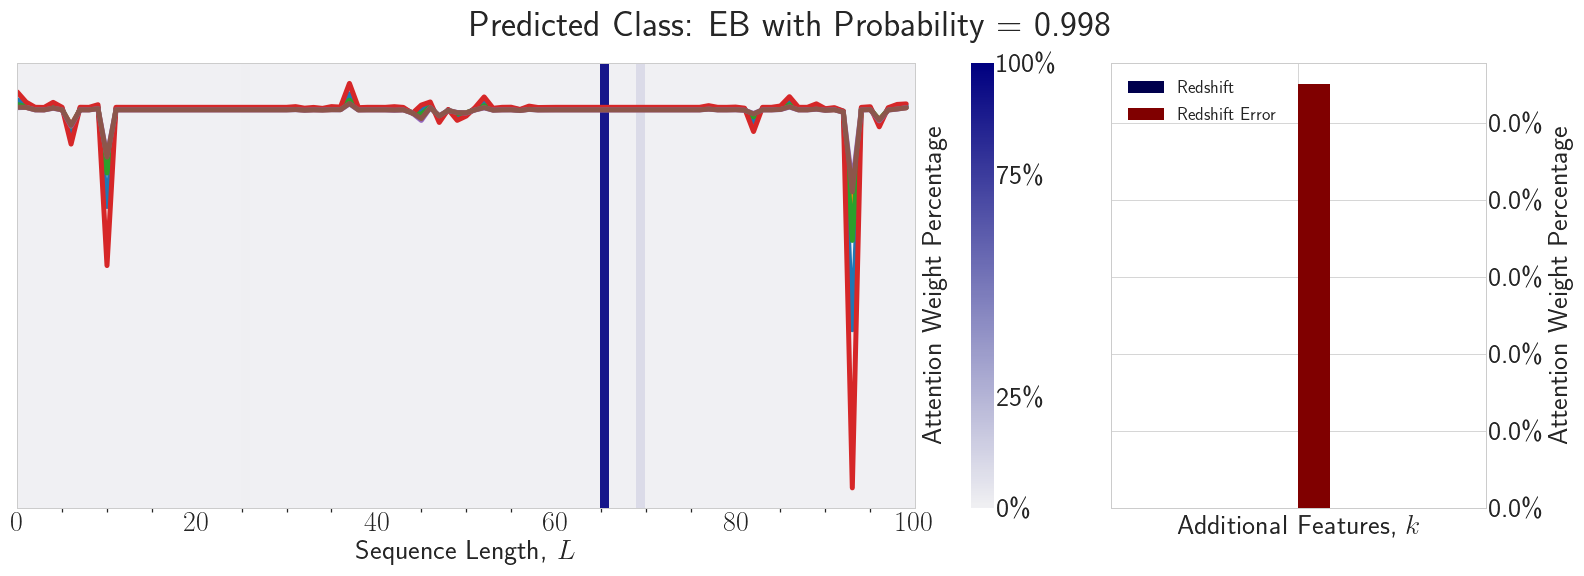 Predicted Class: EB with Probability = 0.998
0
20
40
60
80
100
Sequence Length, L
Attention Weight Percentage
100%
75%
25%
0%
Redshift
Redshift Error
0.0%
0.0%
0.0%
0.0%
0.0%
0.0%
Attention Weight Percentage
Additional Features, k